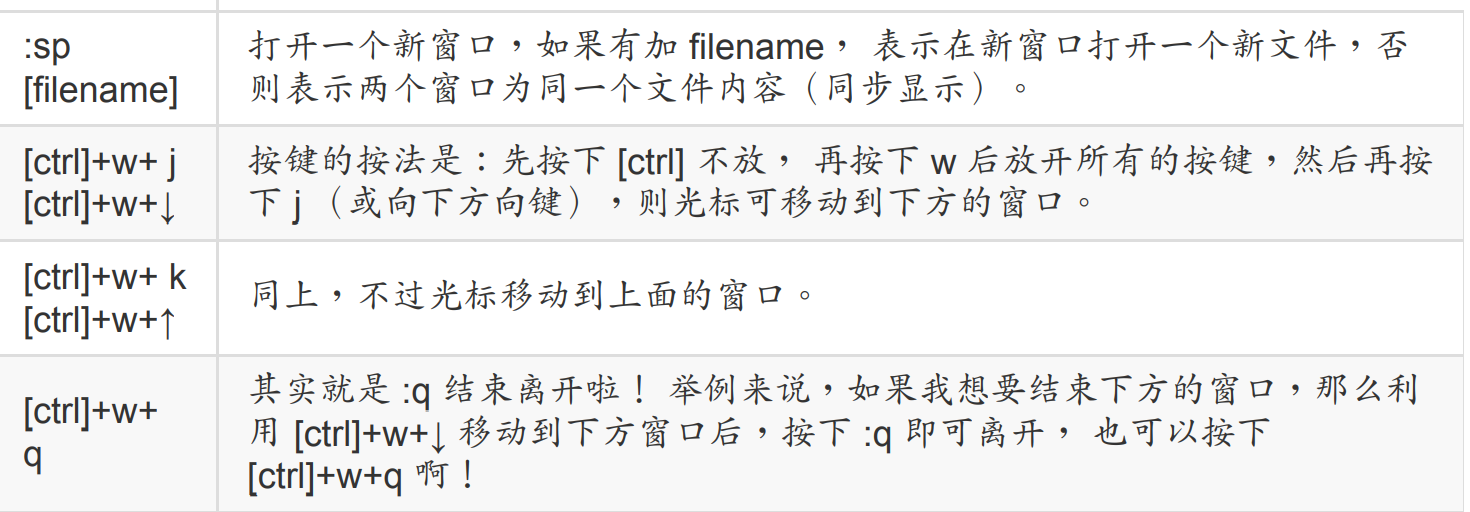 :sp
[filename]
打开一个新窗口，如果有加 filename， 表示在新窗口打开一个新文件，否
则表示两个窗口为同一个文件内容（同步显示）。
[ctrl]+w+ j
[ctrl]+w+↓
按键的按法是：先按下 [ctrl] 不放， 再按下 w 后放开所有的按键，然后再按
下 j （或向下方向键），则光标可移动到下方的窗口。
[ctrl]+w+ k
[ctrl]+w+↑
同上，不过光标移动到上面的窗口。
[ctrl]+w+
q
其实就是 :q 结束离开啦！ 举例来说，如果我想要结束下方的窗口，那么利
用 [ctrl]+w+↓ 移动到下方窗口后，按下 :q 即可离开， 也可以按下
[ctrl]+w+q 啊！